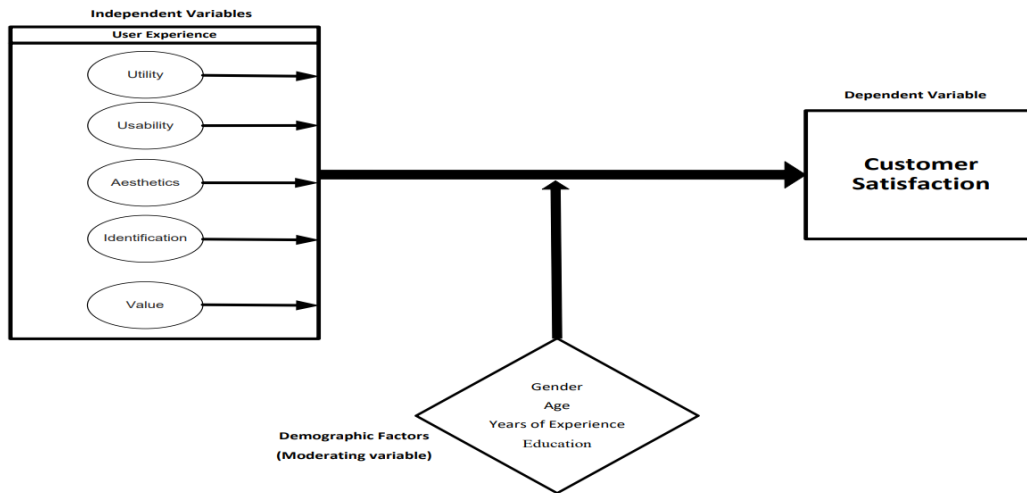 Independent Variables
User Experience
Utility
Usability
Aesthetics
Identification
Value
Dependent Variable
Customer
Satisfaction
Gender
Age
Years of Experience
Education
Demographic Factors
(Moderating variable)